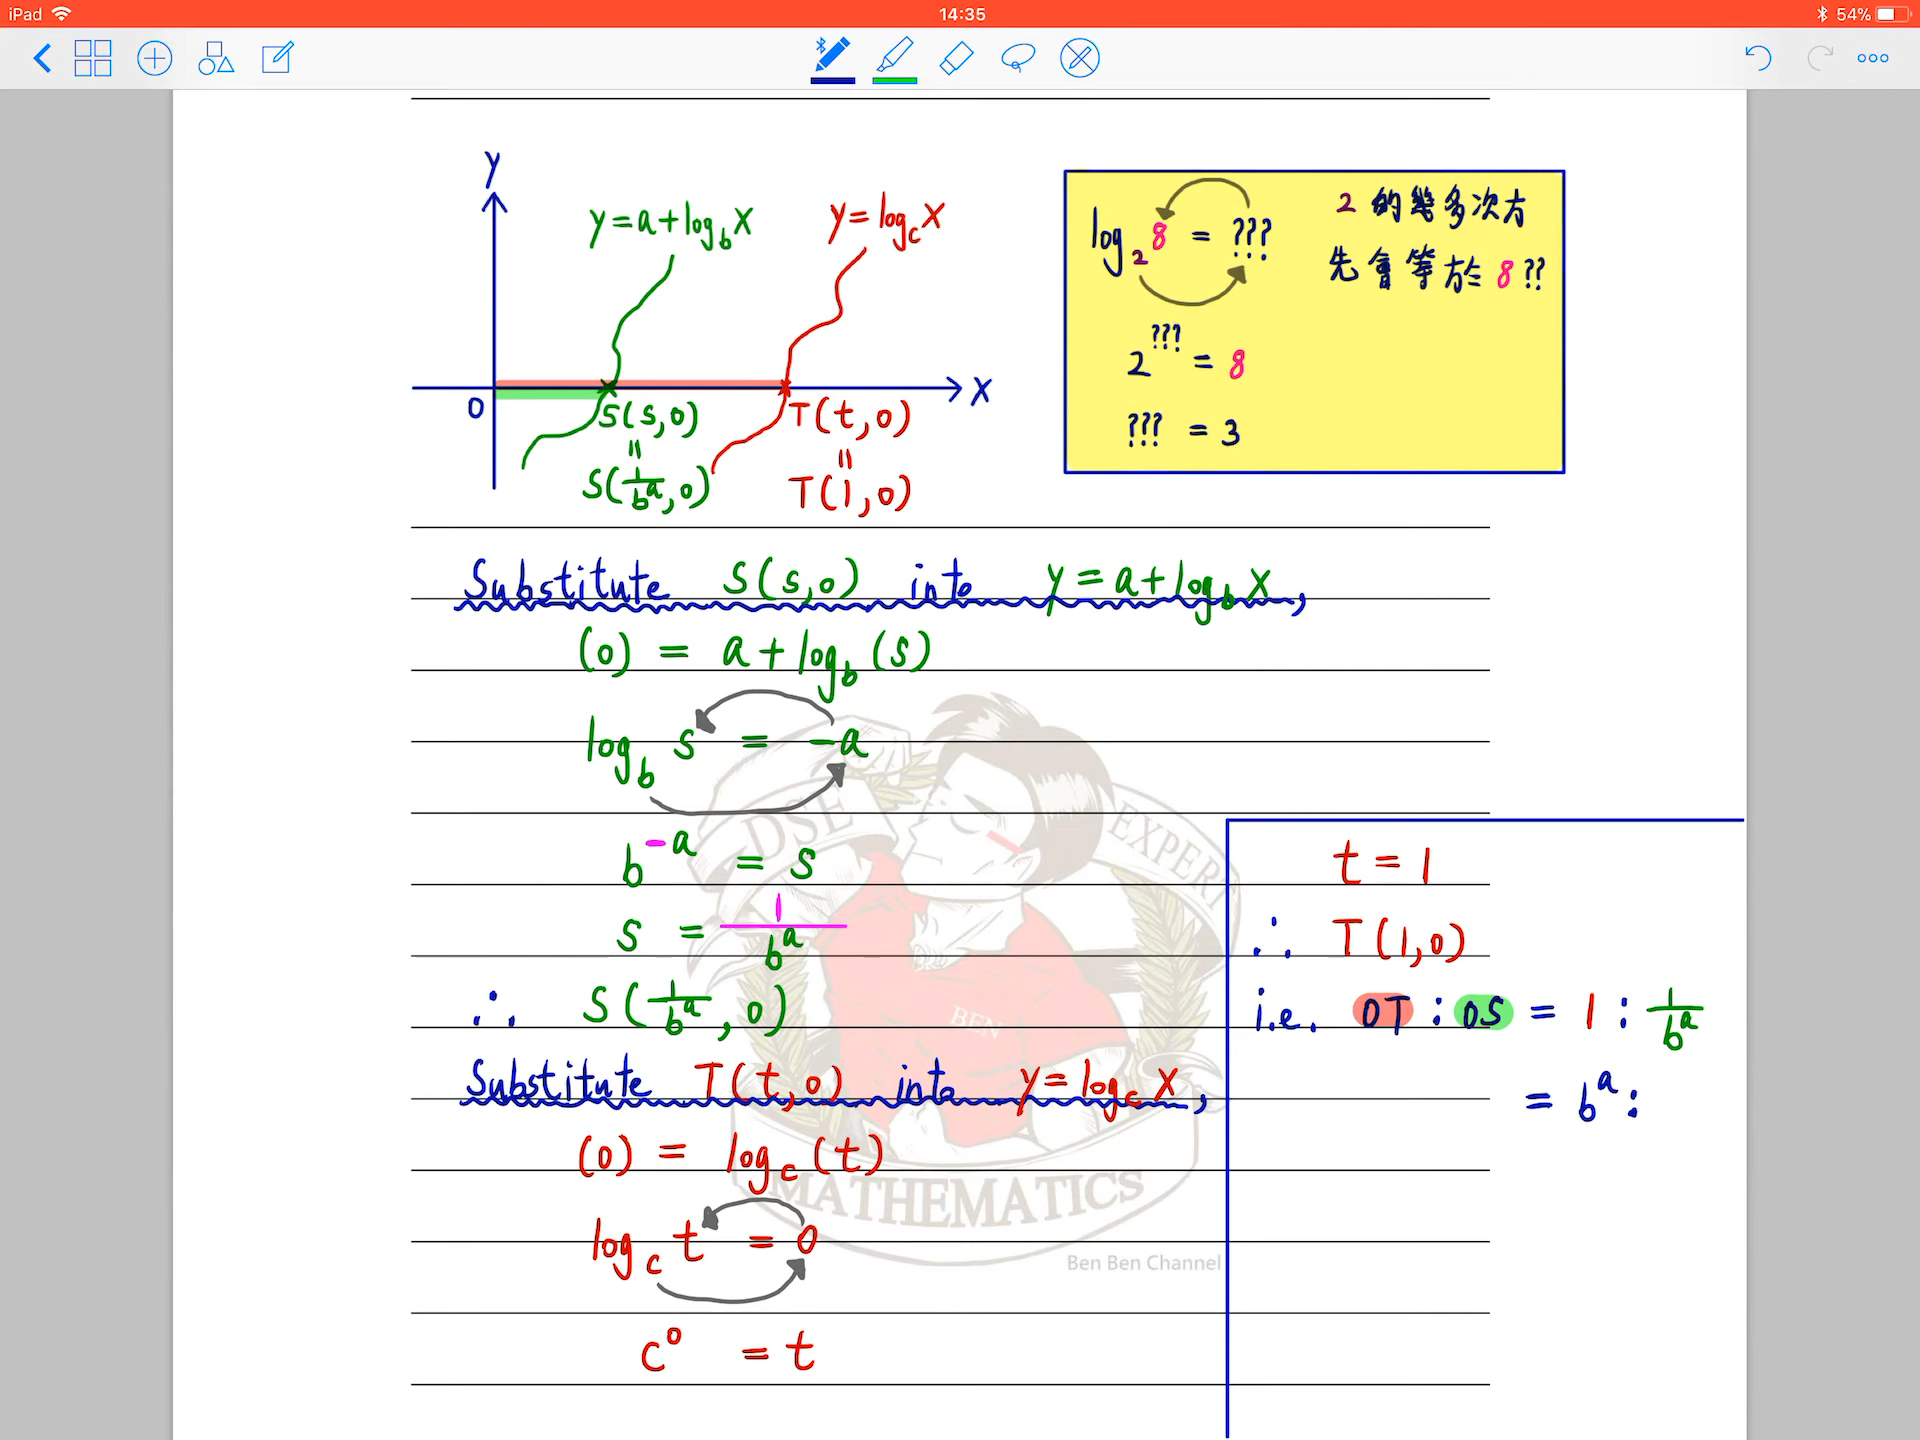 iPad 14:35 54%
Y
y = a + log_b x
y = log_c x
0
X
S(s,0)
=
S(1/b^a,0)
T(t,0)
=
T(1,0)
log_2 8 = ???
2 的幾多次方
先會等於 8??
2^??? = 8
??? = 3
Substitute S(s,0) into y = a + log_b x,
(0) = a + log_b (s)
log_b s = -a
b^-a = s
s = 1/b^a
∴ S(1/b^a, 0)
Substitute T(t,0) into y = log_c x,
(0) = log_c (t)
log_c t = 0
c^0 = t
t = 1
∴ T(1,0)
i.e. OT : OS = 1 : 1/b^a
= b^a :
DSE EXPERT
BEN
MATHEMATICS
Ben Ben Channel